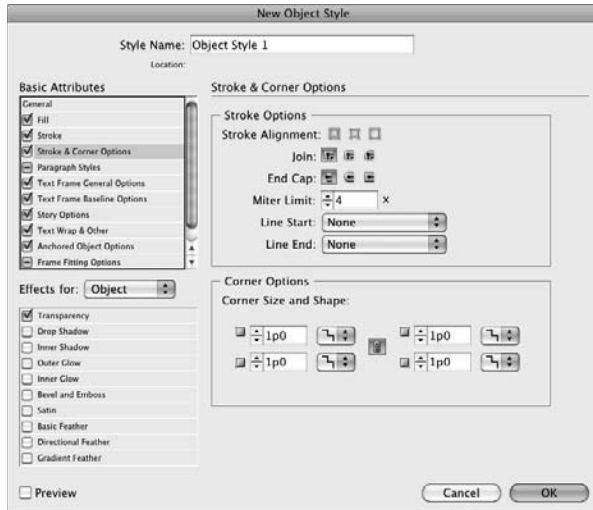 New Object Style
Style Name: Object Style 1
Location:
Basic Attributes
General
Fill
Stroke
Stroke & Corner Options
Paragraph Styles
Text Frame General Options
Text Frame Baseline Options
Story Options
Text Wrap & Other
Anchored Object Options
Frame Fitting Options
Effects for: Object
Transparency
Drop Shadow
Inner Shadow
Outer Glow
Inner Glow
Bevel and Emboss
Satin
Basic Feather
Directional Feather
Gradient Feather
Stroke & Corner Options
Stroke Options
Stroke Alignment:
Join:
End Cap:
Miter Limit: 4 x
Line Start: None
Line End: None
Corner Options
Corner Size and Shape:
1p0 1p0
1p0 1p0
Preview
Cancel OK